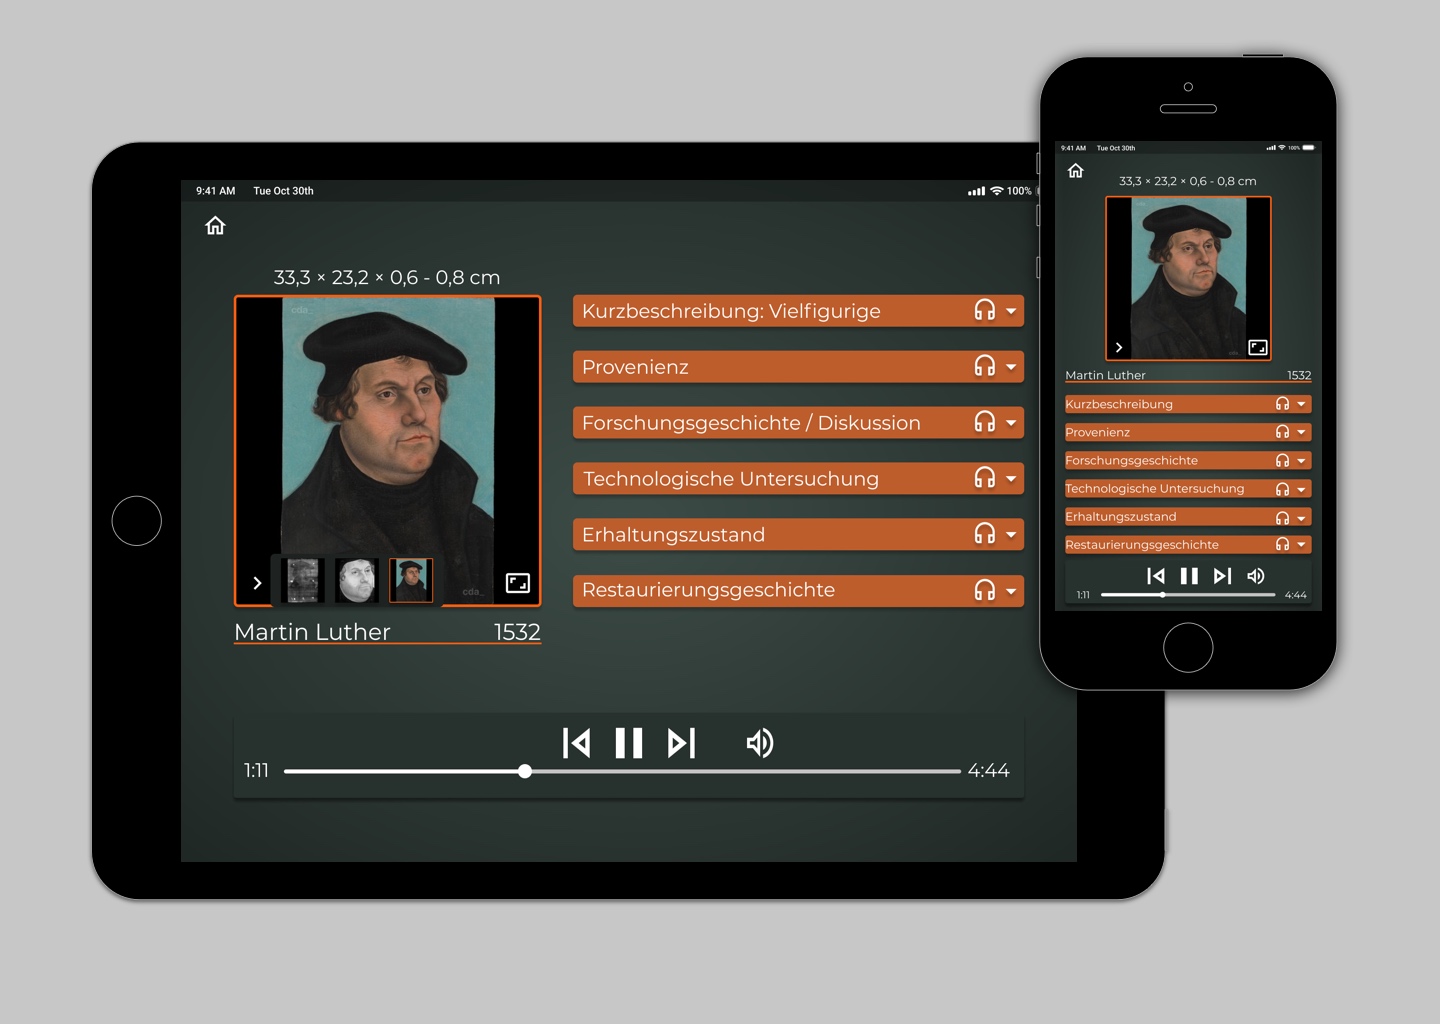 9:41 AM Tue Oct 30th 100%
33,3 × 23,2 × 0,6 - 0,8 cm
cda_
cda_
Martin Luther 1532
Kurzbeschreibung: Vielfigurige
Provenienz
Forschungsgeschichte / Diskussion
Technologische Untersuchung
Erhaltungszustand
Restaurierungsgeschichte
1:11 4:44
9:41 AM Tue Oct 30th 100%
33,3 × 23,2 × 0,6 - 0,8 cm
cda_
cda_
Martin Luther 1532
Kurzbeschreibung
Provenienz
Forschungsgeschichte
Technologische Untersuchung
Erhaltungszustand
Restaurierungsgeschichte
1:11 4:44